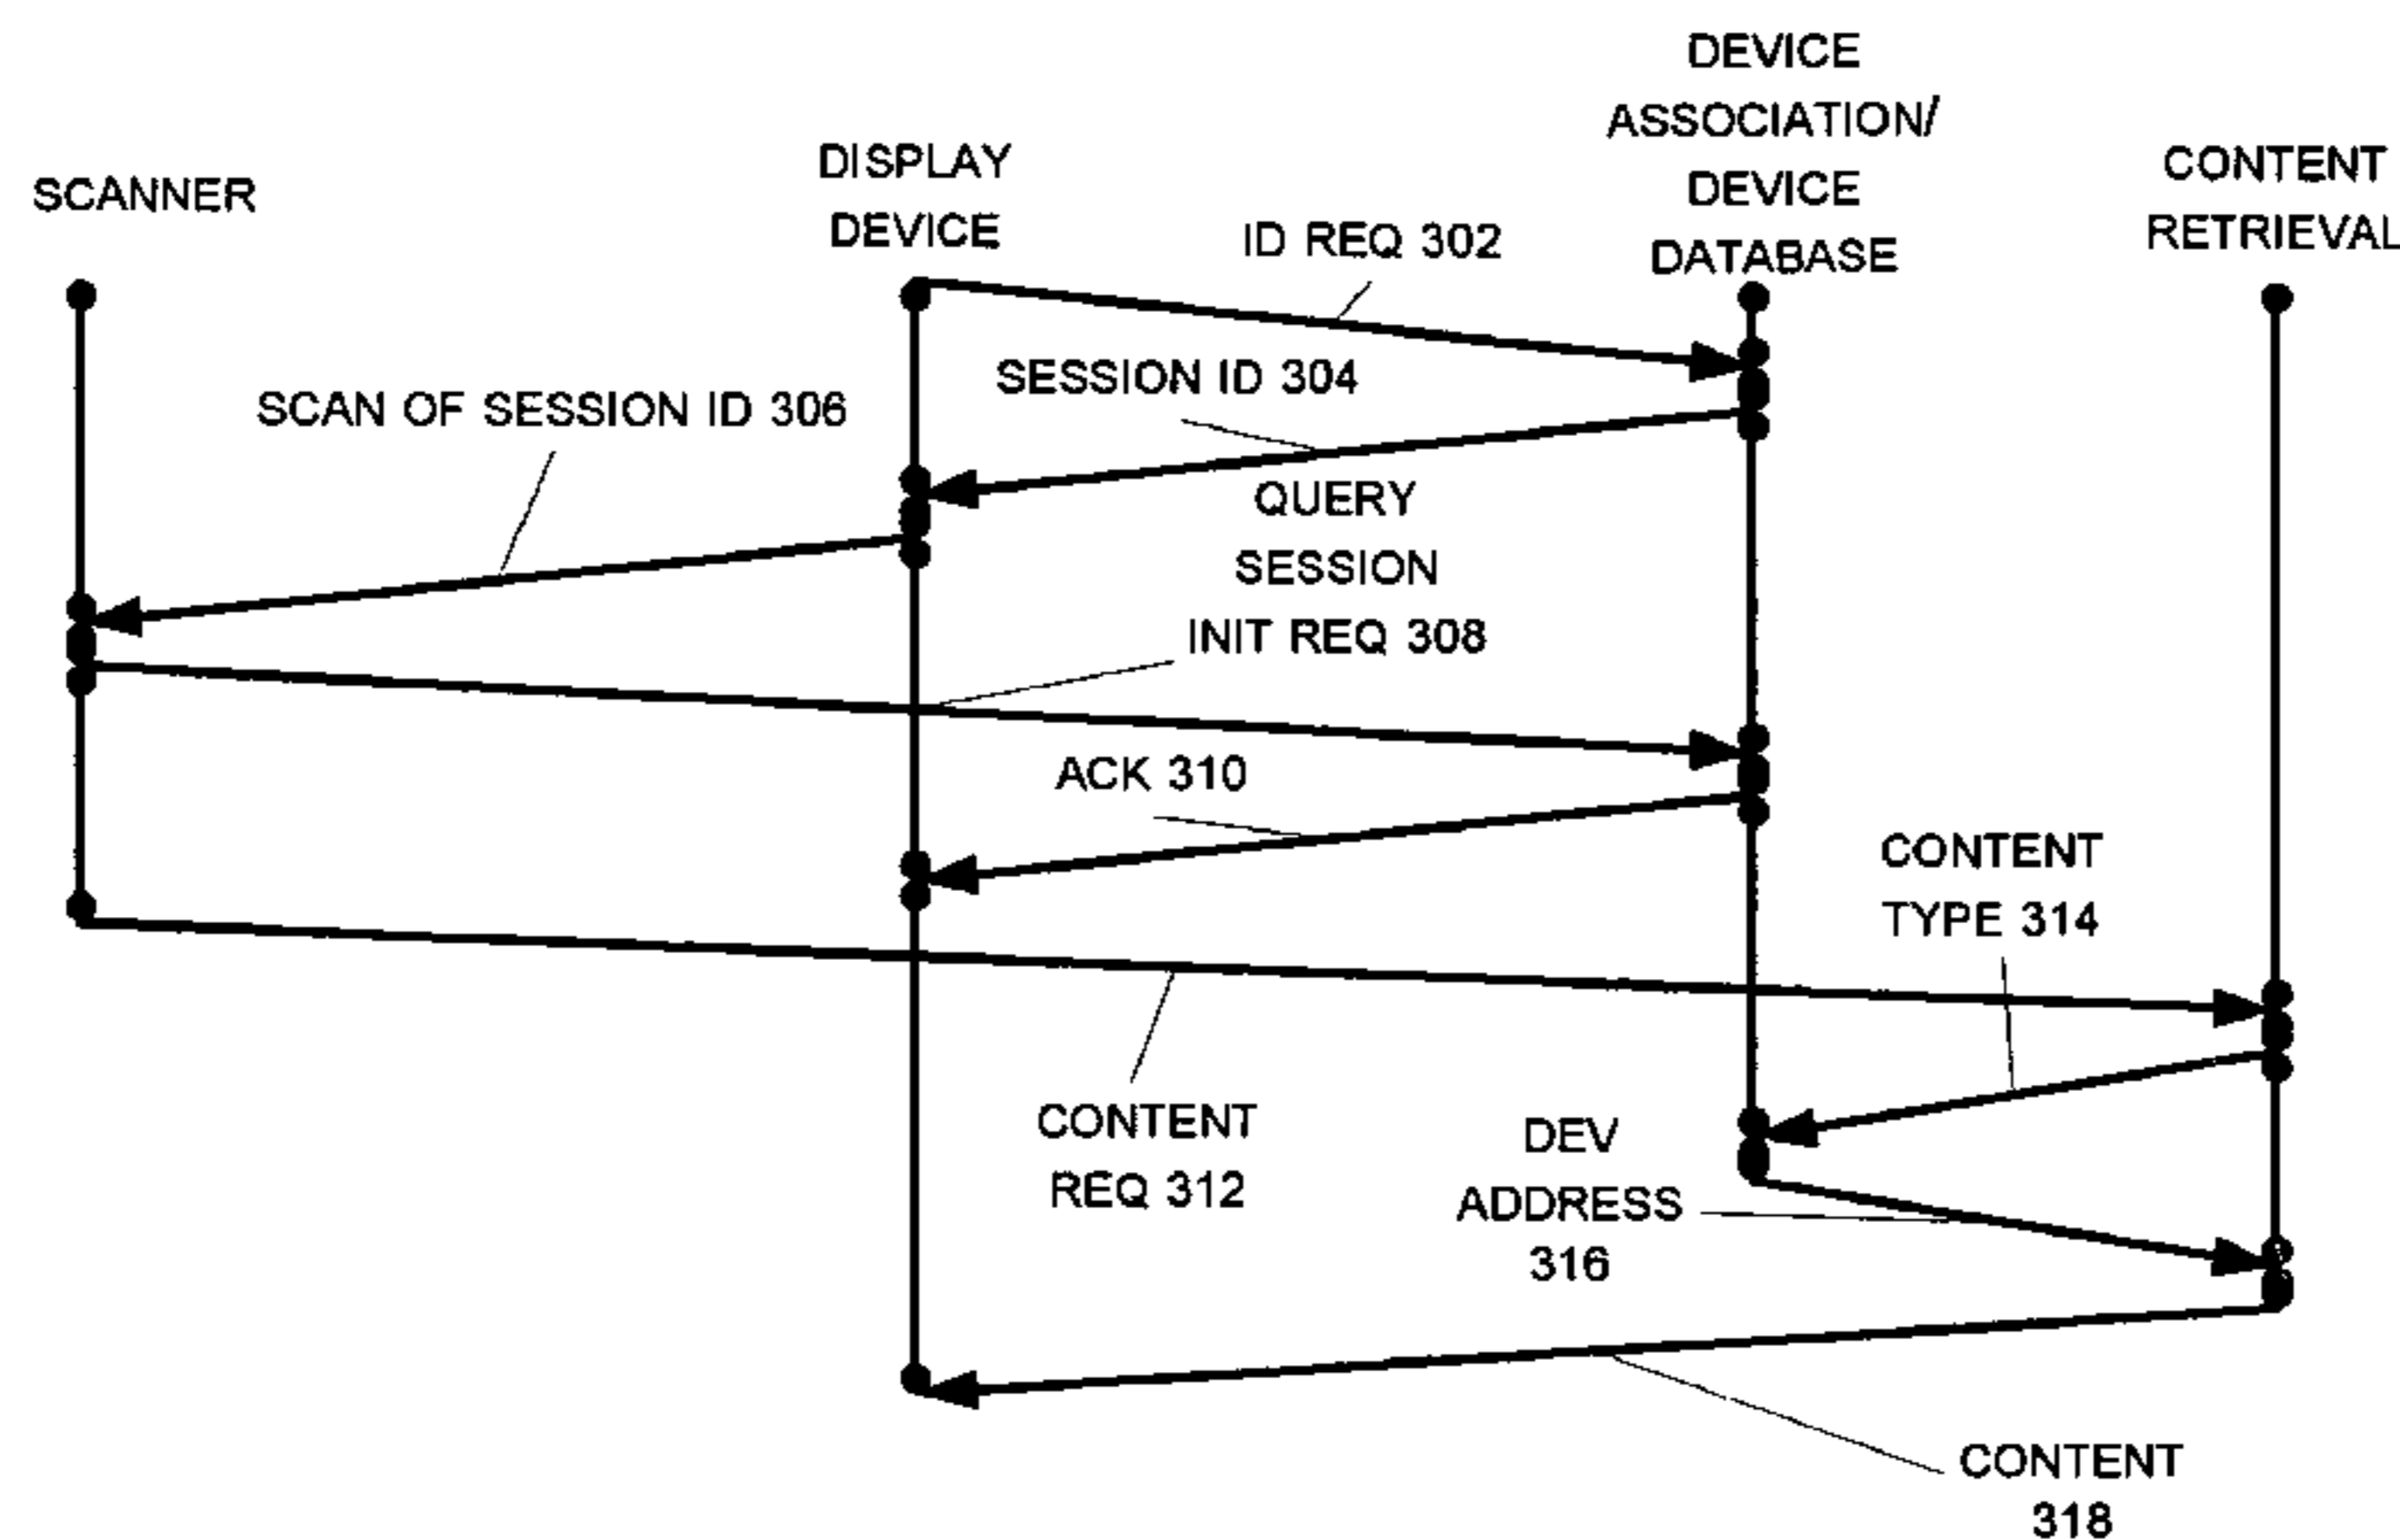 SCANNER
DISPLAY
DEVICE
DEVICE
ASSOCIATION/
DEVICE
DATABASE
CONTENT
RETRIEVAL
ID REQ 302
SESSION ID 304
SCAN OF SESSION ID 306
QUERY
SESSION
INIT REQ 308
ACK 310
CONTENT
TYPE 314
CONTENT
REQ 312
DEV
ADDRESS
316
CONTENT
318